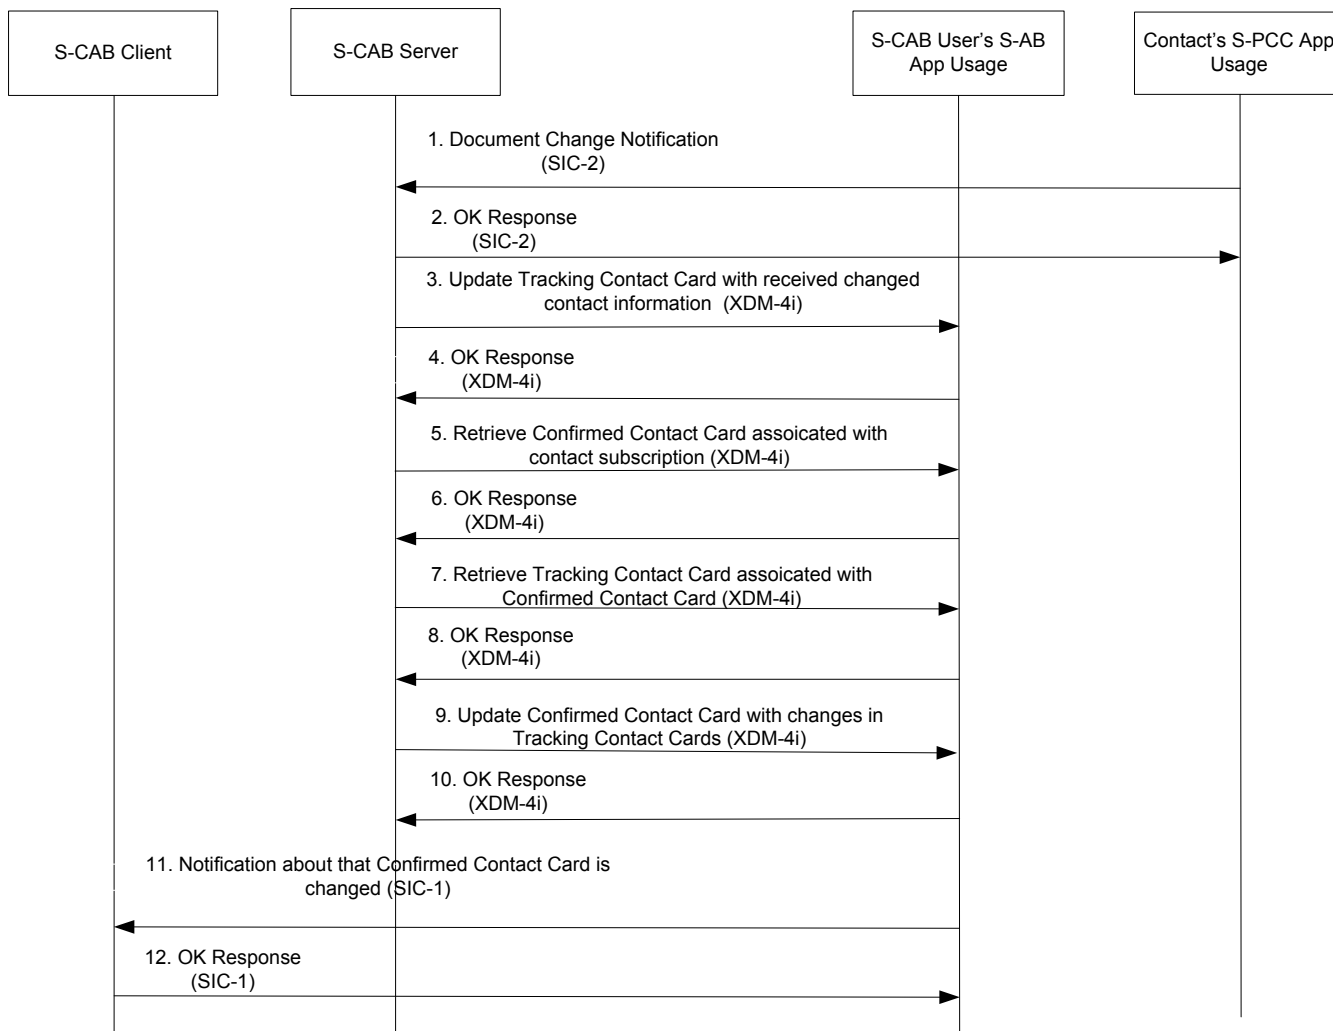 S-CAB Client
S-CAB Server
S-CAB User's S-AB
App Usage
Contact's S-PCC App
Usage
1. Document Change Notification
(SIC-2)
2. OK Response
(SIC-2)
3. Update Tracking Contact Card with received changed
contact information (XDM-4i)
4. OK Response
(XDM-4i)
5. Retrieve Confirmed Contact Card assoicated with
contact subscription (XDM-4i)
6. OK Response
(XDM-4i)
7. Retrieve Tracking Contact Card assoicated with
Confirmed Contact Card (XDM-4i)
8. OK Response
(XDM-4i)
9. Update Confirmed Contact Card with changes in
Tracking Contact Cards (XDM-4i)
10. OK Response
(XDM-4i)
11. Notification about that Confirmed Contact Card is
changed (SIC-1)
12. OK Response
(SIC-1)